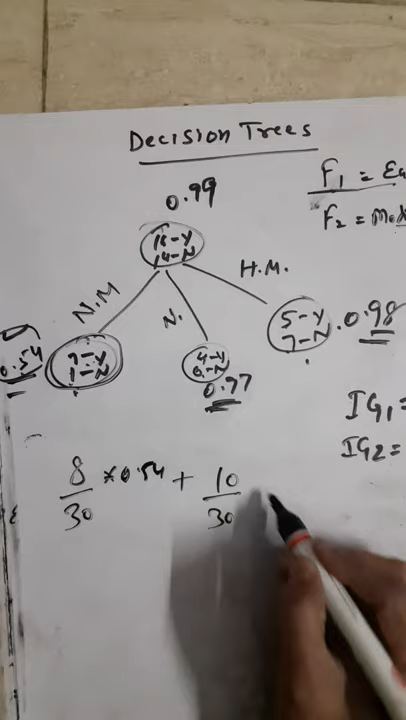 Decision Trees
0.99
F1 =
F2 =
16-Y
14-N
N.M
N.
H.M.
0.54
7-Y
1-N
4-Y
6-N
0.97
5-Y
7-N
0.98
IG1 =
IG2 =
8/30 * 0.54 + 10/30